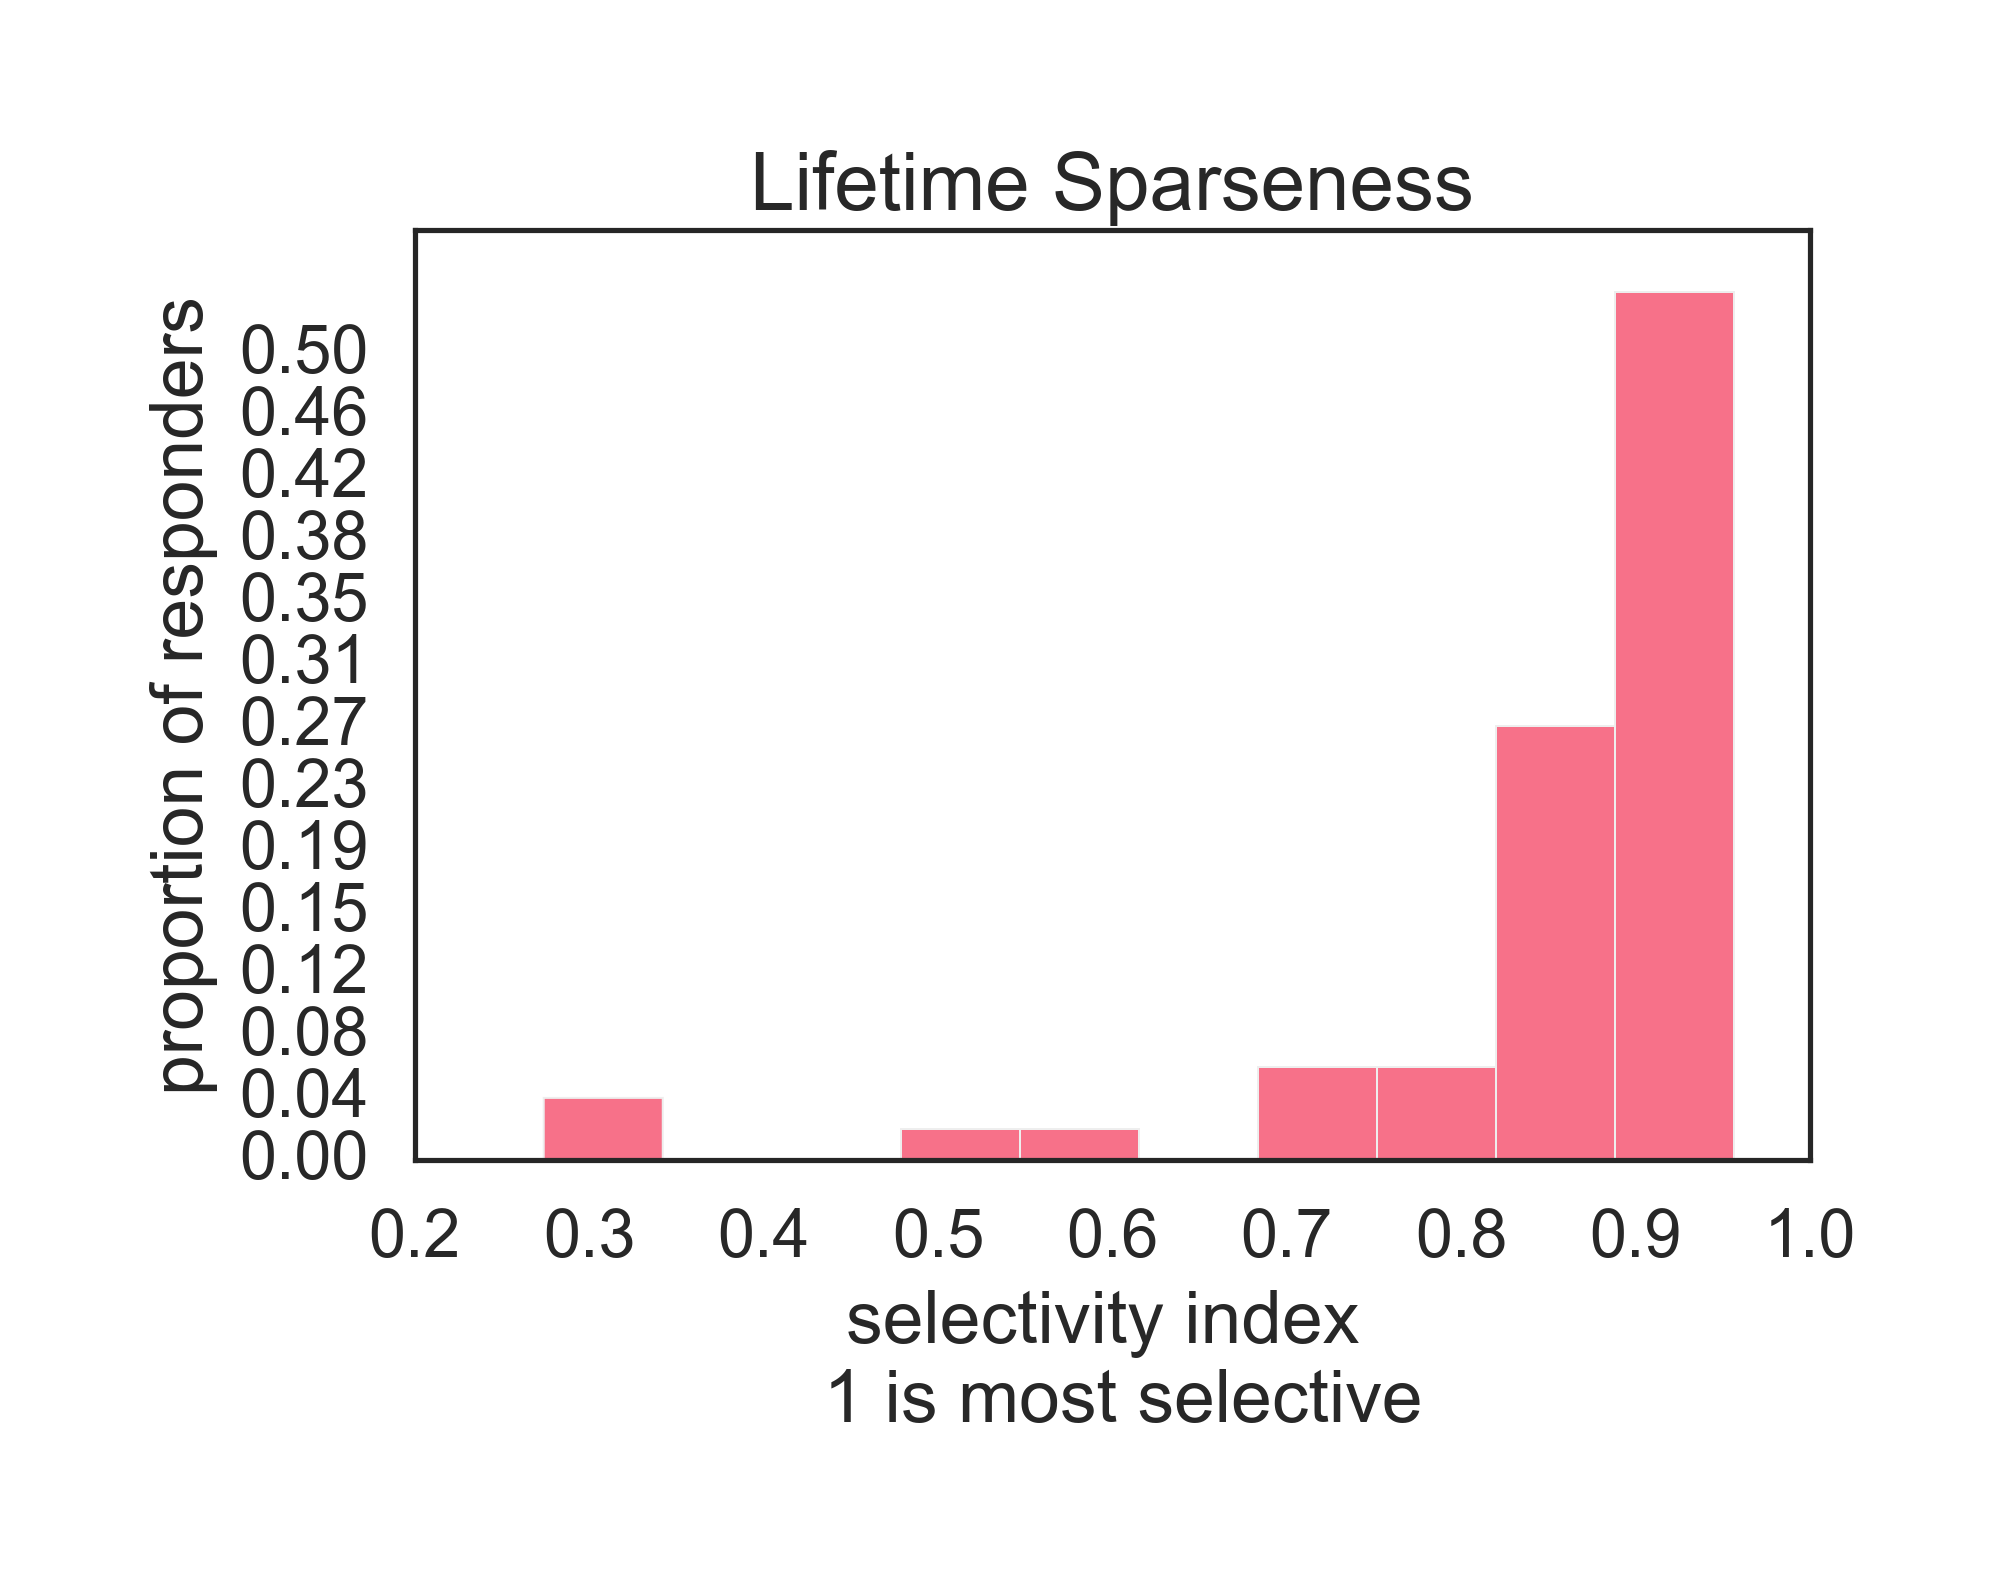 Lifetime Sparseness
proportion of responders
0.50
0.46
0.42
0.38
0.35
0.31
0.27
0.23
0.19
0.15
0.12
0.08
0.04
0.00
0.2 0.3 0.4 0.5 0.6 0.7 0.8 0.9 1.0
selectivity index
1 is most selective